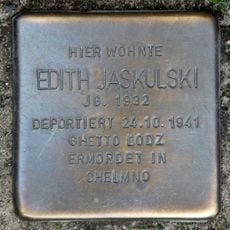 HIER WOHNTE
EDITH JASKULSKI
JG. 1932
DEPORTIERT 24.10.1941
GHETTO LODZ
ERMORDET IN
CHELMNO